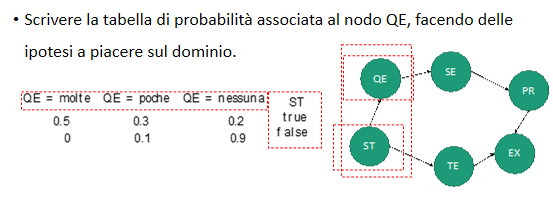 • Scrivere la tabella di probabilità associata al nodo QE, facendo delle
ipotesi a piacere sul dominio.
QE = molte QE = poche QE = nessuna ST
0.5 0.3 0.2 true
0 0.1 0.9 false
QE
SE
PR
ST
TE
EX